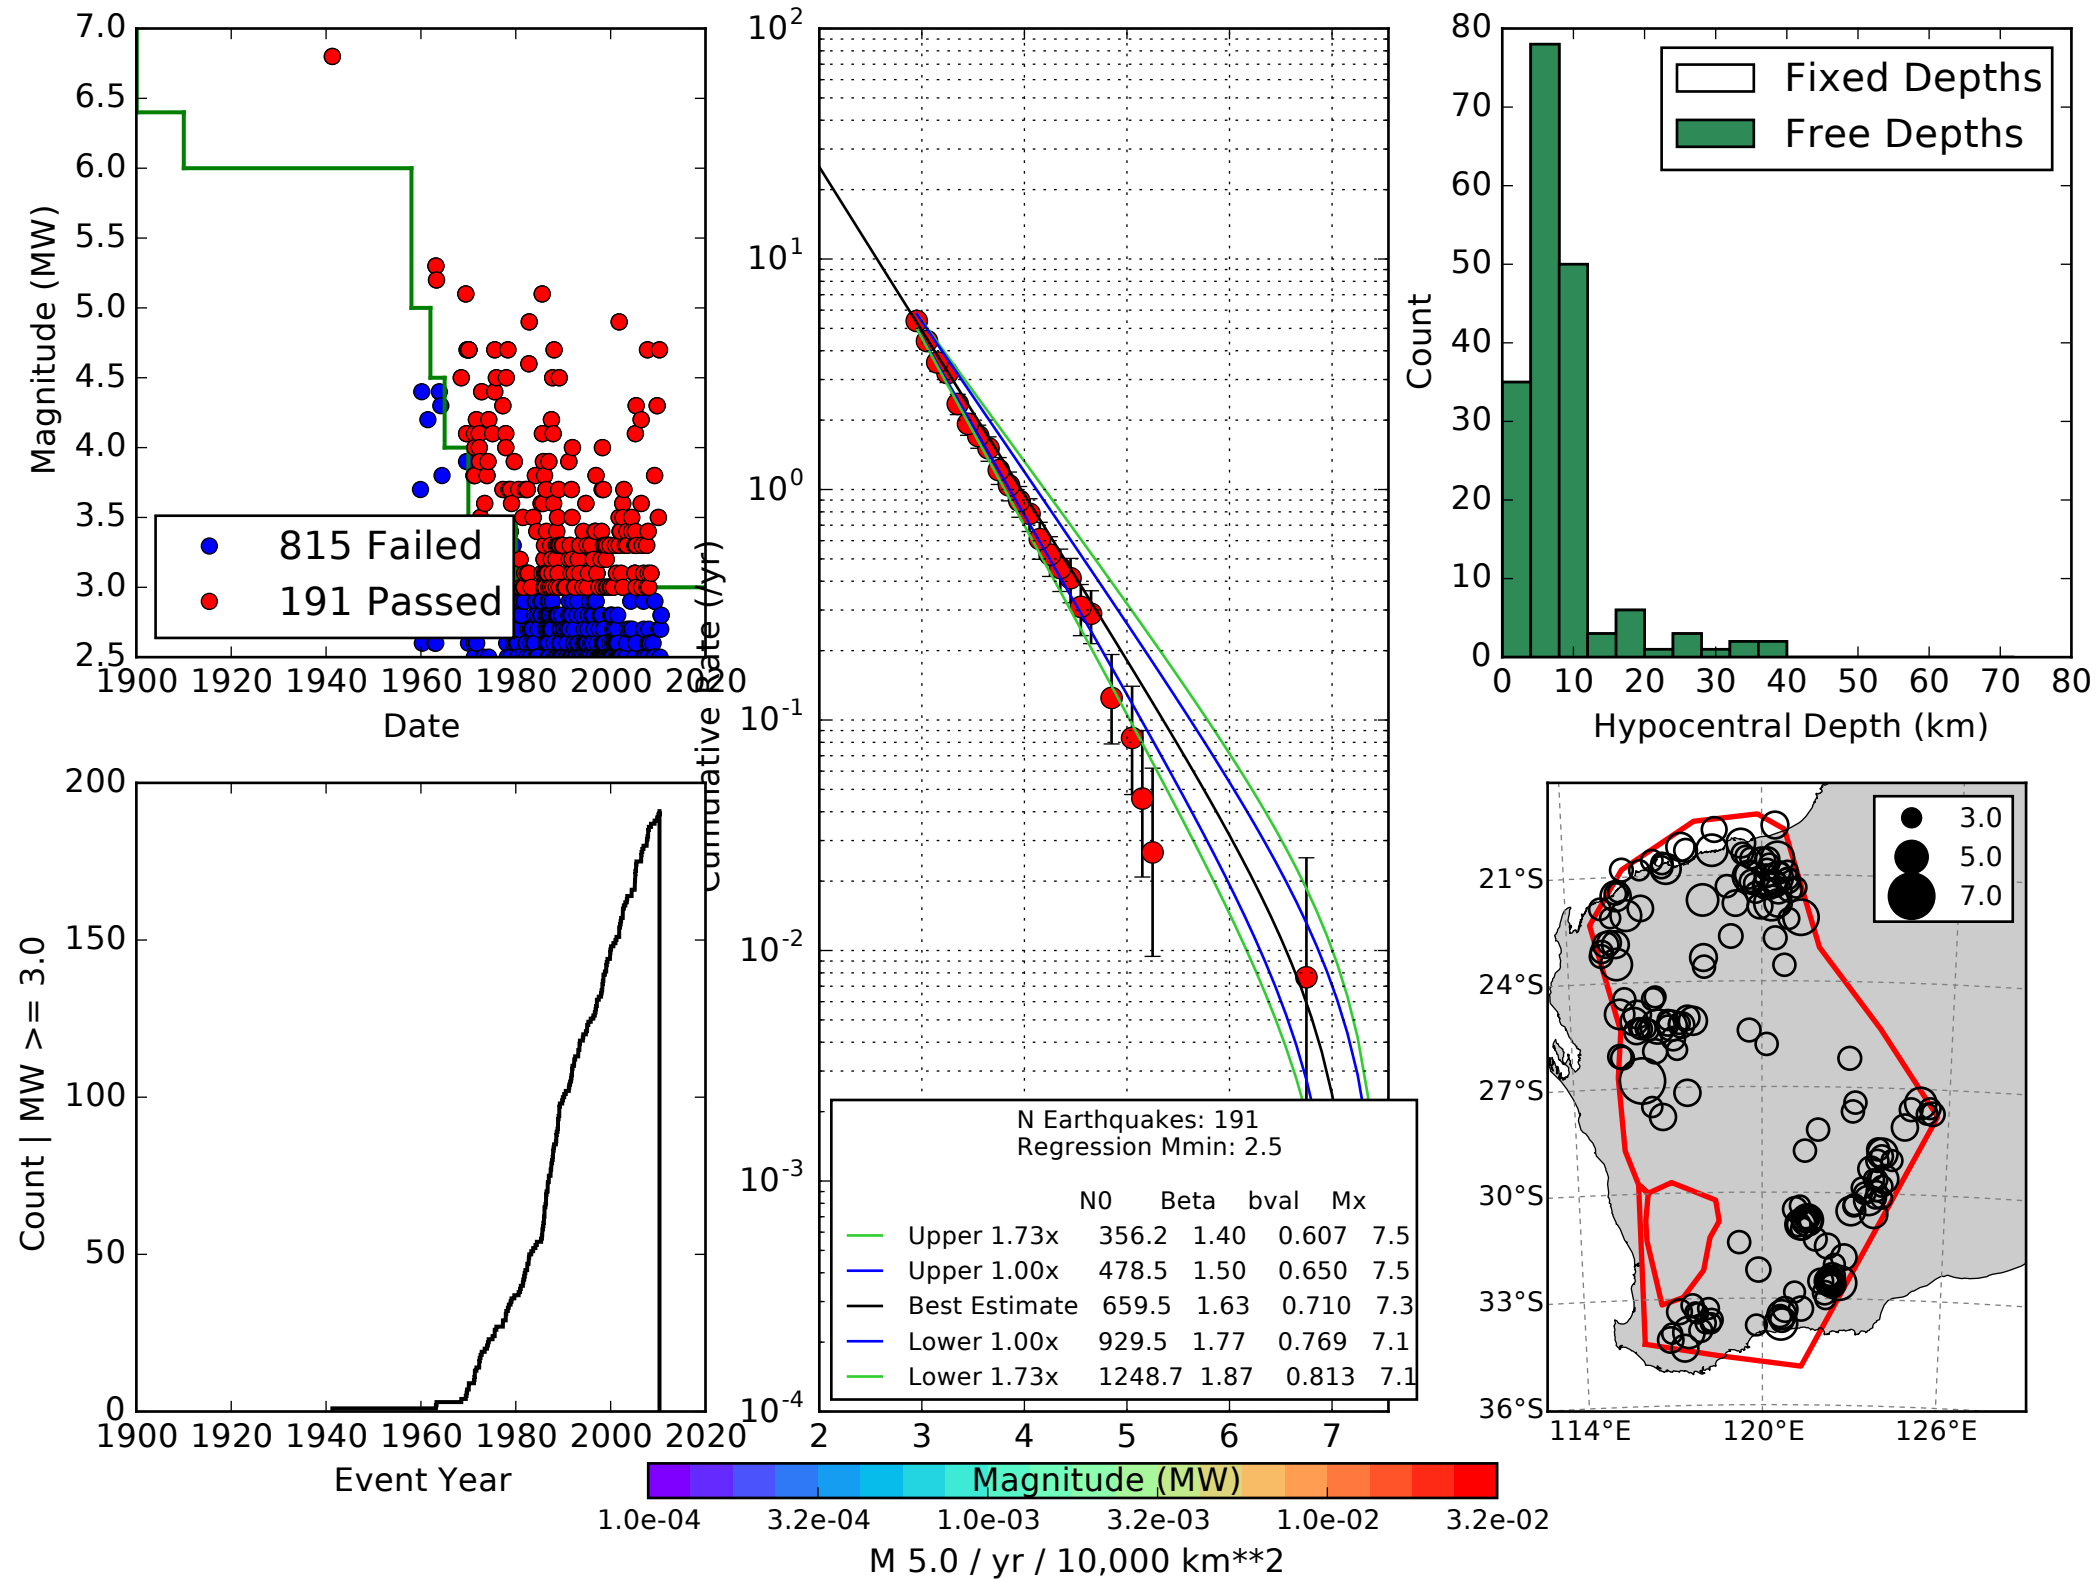 7.0
6.5
6.0
5.5
5.0
4.5
4.0
3.5
3.0
2.5
Magnitude (MW)
815 Failed
191 Passed
1900 1920 1940 1960 1980 2000 2020
Date
200
150
100
50
0
Count | MW >= 3.0
1900 1920 1940 1960 1980 2000 2020
Event Year
10^2
10^1
10^0
10^-1
10^-2
10^-3
10^-4
Cumulative Rate (/yr)
N Earthquakes: 191
Regression Mmin: 2.5
N0 Beta bval Mx
Upper 1.73x 356.2 1.40 0.607 7.5
Upper 1.00x 478.5 1.50 0.650 7.5
Best Estimate 659.5 1.63 0.710 7.3
Lower 1.00x 929.5 1.77 0.769 7.1
Lower 1.73x 1248.7 1.87 0.813 7.1
2 3 4 5 6 7
Magnitude (MW)
1.0e-04 3.2e-04 1.0e-03 3.2e-03 1.0e-02 3.2e-02
M 5.0 / yr / 10,000 km**2
80
70
60
50
40
30
20
10
0
Count
Fixed Depths
Free Depths
0 10 20 30 40 50 60 70 80
Hypocentral Depth (km)
3.0
5.0
7.0
21°S
24°S
27°S
30°S
33°S
36°S
114°E 120°E 126°E